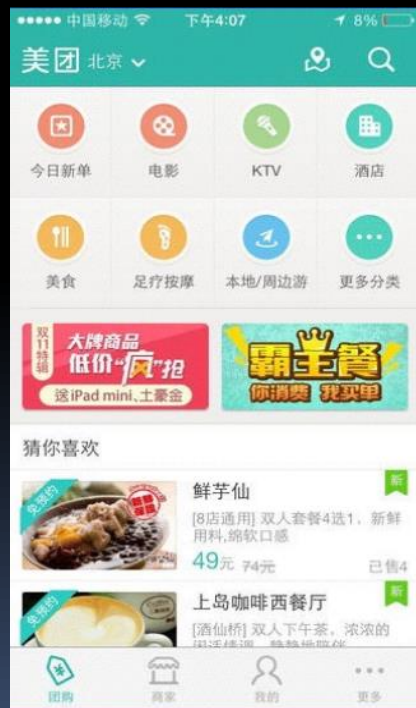 中国移动 下午4:07 8%
美团 北京
今日新单 电影 KTV 酒店
美食 足疗按摩 本地/周边游 更多分类
双11特辑
大牌商品
低价“疯”抢
送iPad mini、土豪金
霸王餐
你消费 我买单
猜你喜欢
免预约
新
鲜芋仙
[8店通用] 双人套餐4选1，新鲜
用料,绵软口感
49元 74元 已售4
免预约
新
上岛咖啡西餐厅
[酒仙桥] 双人下午茶，浓浓的
团购 商家 我的 更多